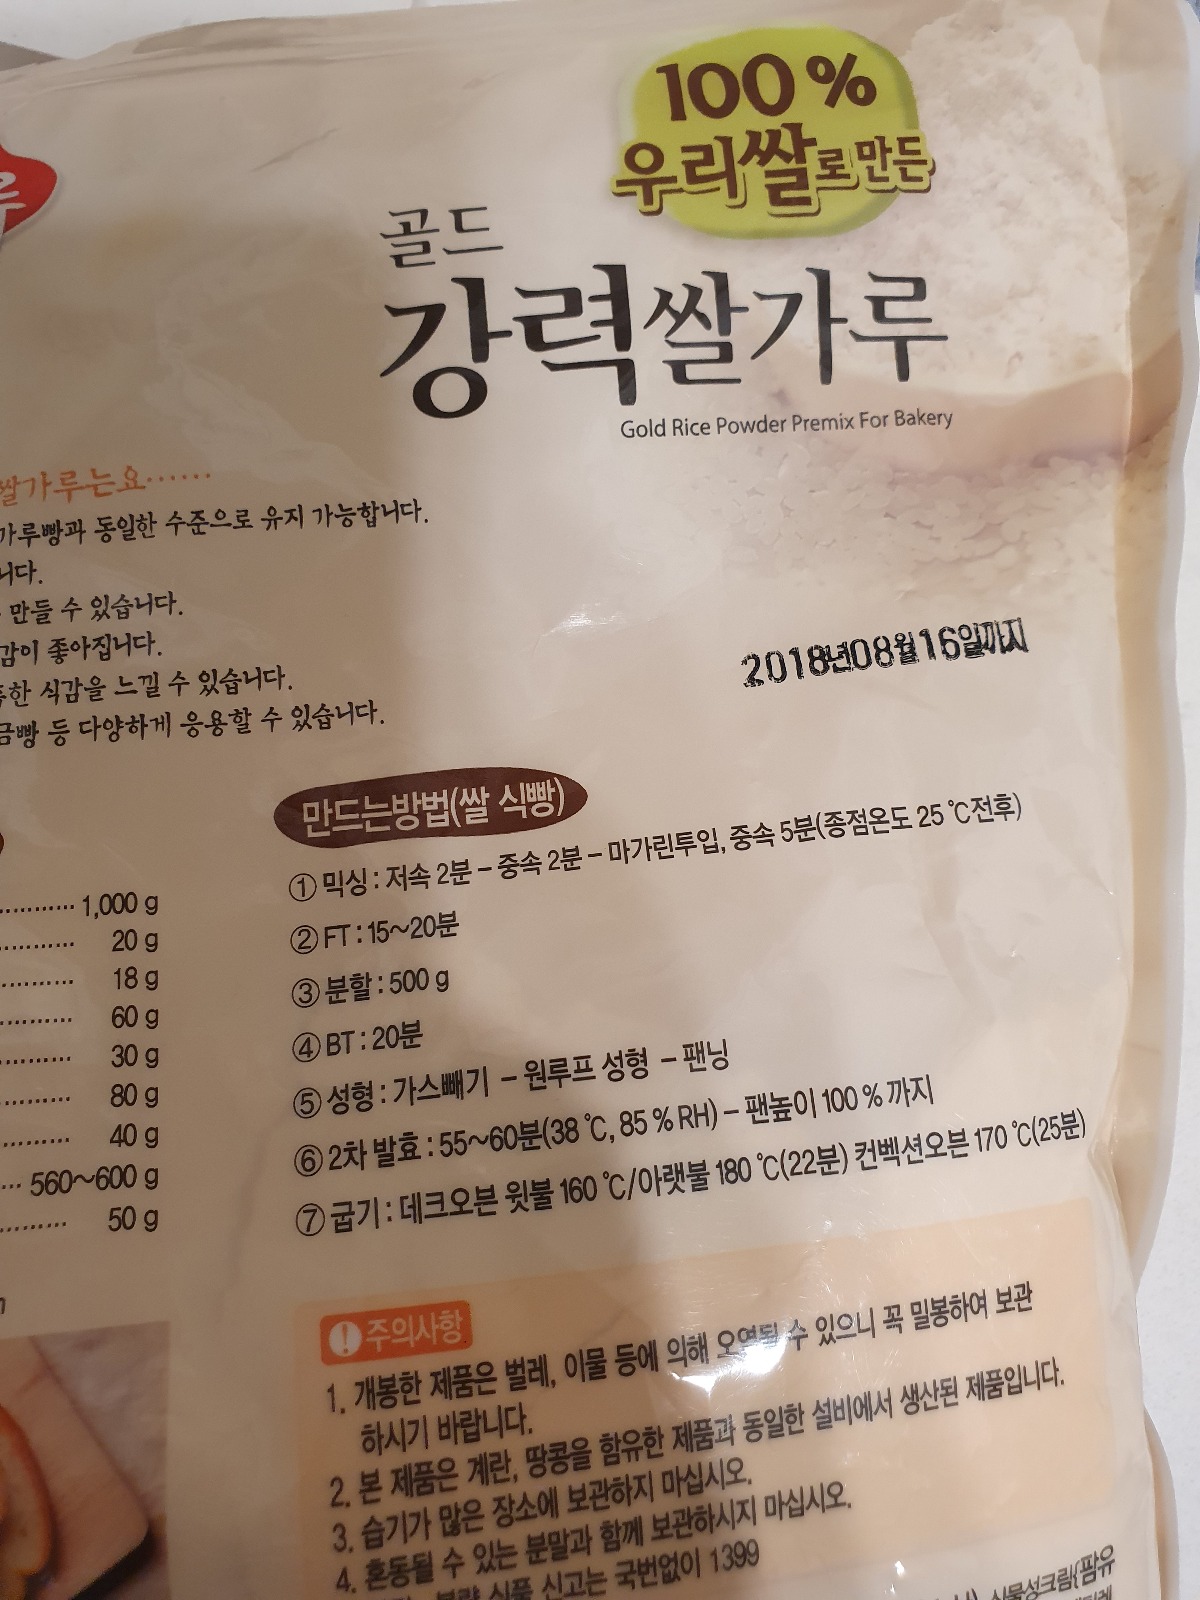 100%
우리쌀로만든
루
골드
강력쌀가루
Gold Rice Powder Premix For Bakery
쌀가루는요……
가루빵과 동일한 수준으로 유지 가능합니다.
니다.
만들 수 있습니다.
감이 좋아집니다.
한 식감을 느낄 수 있습니다.
금빵 등 다양하게 응용할 수 있습니다.
2018년08월16일까지
만드는방법(쌀 식빵)
① 믹싱 : 저속 2분 – 중속 2분 – 마가린투입, 중속 5분(종점온도 25 ℃전후)
② FT : 15~20분
③ 분할 : 500 g
④ BT : 20분
⑤ 성형 : 가스빼기 – 원루프 성형 – 팬닝
⑥ 2차 발효 : 55~60분(38 ℃, 85 % RH) – 팬높이 100 % 까지
⑦ 굽기 : 데크오븐 윗불 160 ℃/아랫불 180 ℃(22분) 컨벡션오븐 170 ℃(25분)
1,000 g
20 g
18 g
60 g
30 g
80 g
40 g
560~600 g
50 g
! 주의사항
1. 개봉한 제품은 벌레, 이물 등에 의해 오염될 수 있으니 꼭 밀봉하여 보관
하시기 바랍니다.
2. 본 제품은 계란, 땅콩을 함유한 제품과 동일한 설비에서 생산된 제품입니다.
3. 습기가 많은 장소에 보관하지 마십시오.
4. 혼동될 수 있는 분말과 함께 보관하시지 마십시오.
불량 식품 신고는 국번없이 1399
식물성크림{팜유